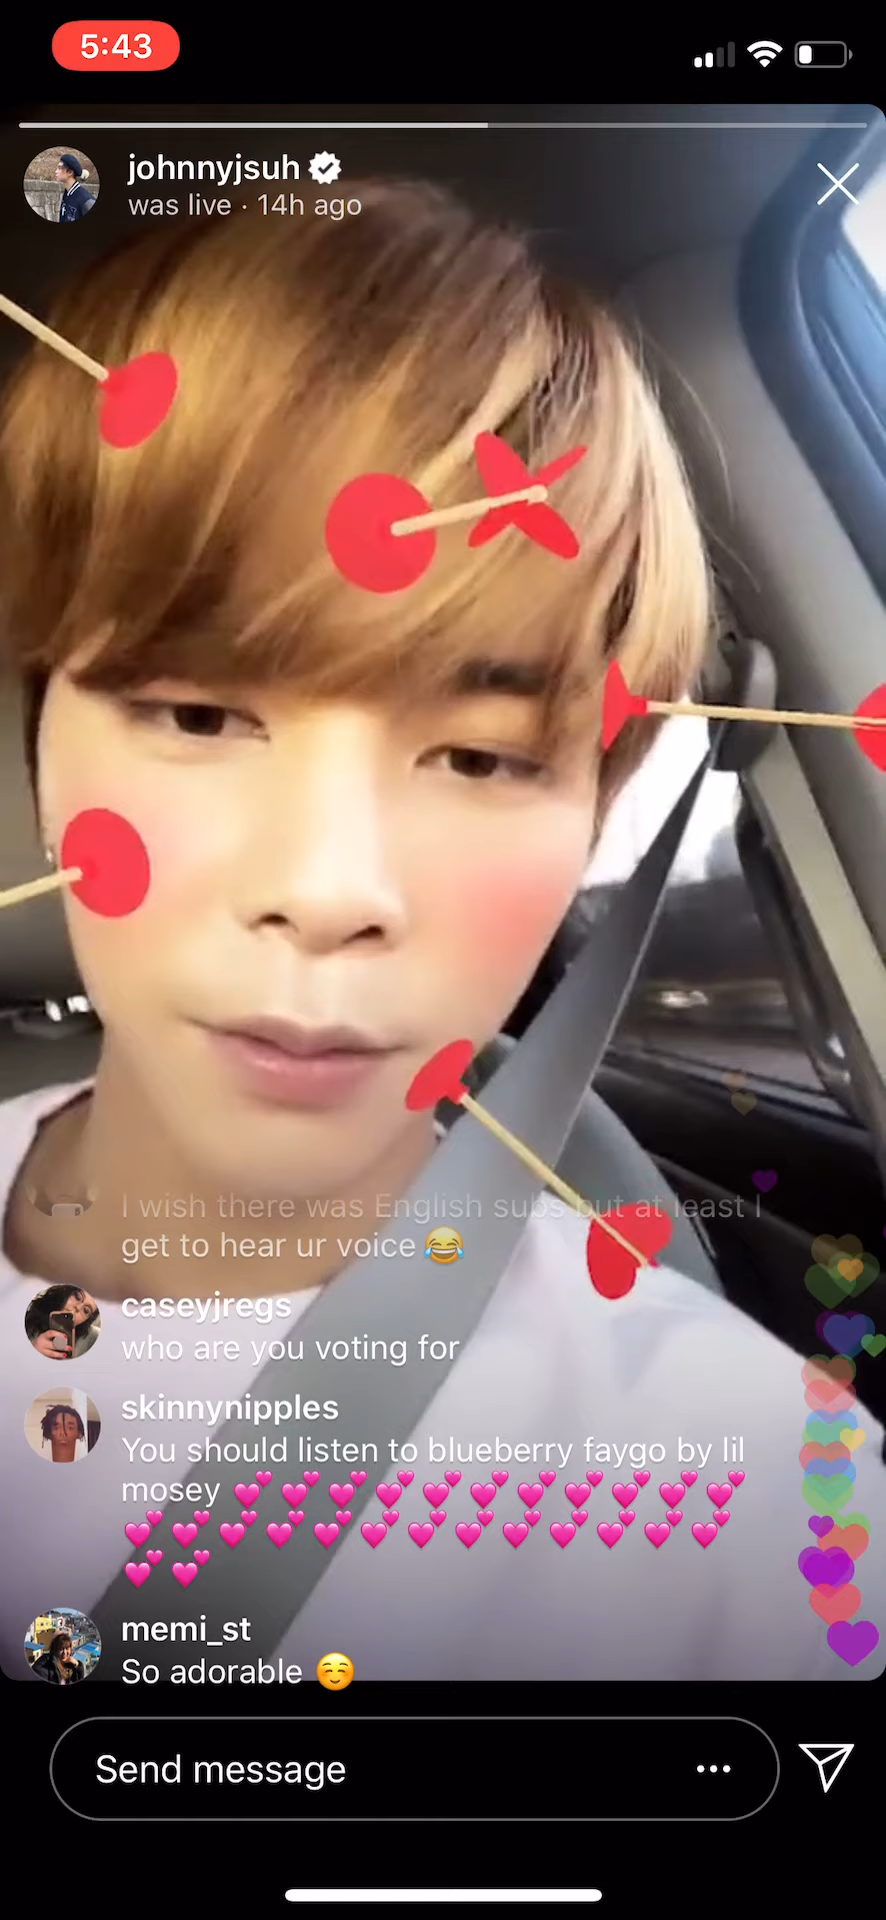 5:43
johnnyjsuh
was live · 14h ago
I wish there was English subs but at least I
get to hear ur voice 😂
caseyjregs
who are you voting for
skinnynipples
You should listen to blueberry faygo by lil
mosey 💕💕💕💕💕💕💕💕💕💕💕
💕💕💕💕💕💕💕💕💕💕💕💕💕
💕💕
memi_st
So adorable ☺️
Send message